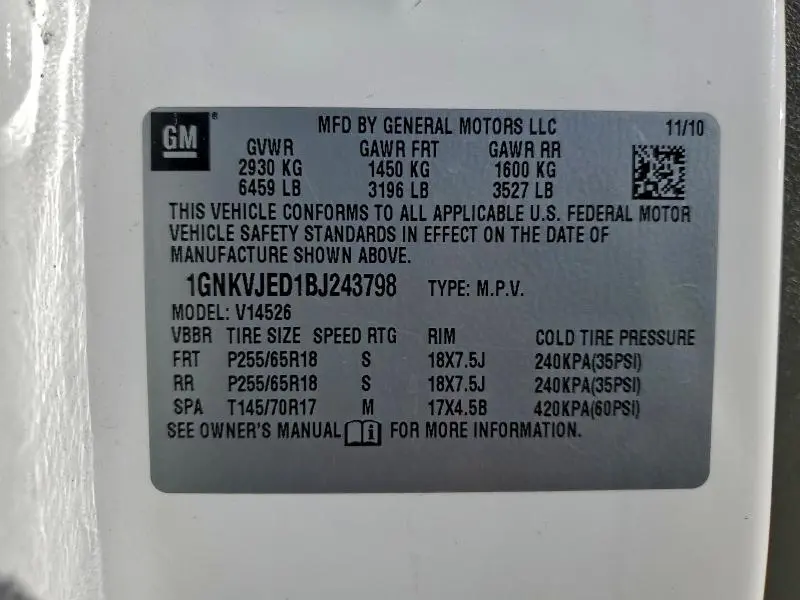 GM® MFD BY GENERAL MOTORS LLC 11/10
GVWR GAWR FRT GAWR RR
2930 KG 1450 KG 1600 KG
6459 LB 3196 LB 3527 LB
THIS VEHICLE CONFORMS TO ALL APPLICABLE U.S. FEDERAL MOTOR
VEHICLE SAFETY STANDARDS IN EFFECT ON THE DATE OF
MANUFACTURE SHOWN ABOVE.
1GNKVJED1BJ243798 TYPE: M.P.V.
MODEL: V14526
VBBR TIRE SIZE SPEED RTG RIM COLD TIRE PRESSURE
FRT P255/65R18 S 18X7.5J 240KPA(35PSI)
RR P255/65R18 S 18X7.5J 240KPA(35PSI)
SPA T145/70R17 M 17X4.5B 420KPA(60PSI)
SEE OWNER'S MANUAL i FOR MORE INFORMATION.